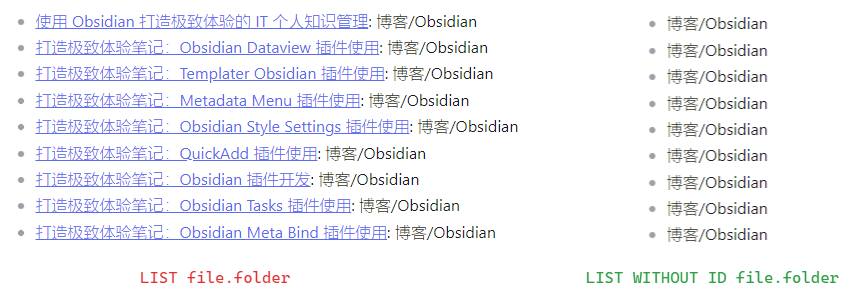 使用 Obsidian 打造极致体验的 IT 个人知识管理: 博客/Obsidian
打造极致体验笔记：Obsidian Dataview 插件使用: 博客/Obsidian
打造极致体验笔记：Templater Obsidian 插件使用: 博客/Obsidian
打造极致体验笔记：Metadata Menu 插件使用: 博客/Obsidian
打造极致体验笔记：Obsidian Style Settings 插件使用: 博客/Obsidian
打造极致体验笔记：QuickAdd 插件使用: 博客/Obsidian
打造极致体验笔记：Obsidian 插件开发: 博客/Obsidian
打造极致体验笔记：Obsidian Tasks 插件使用: 博客/Obsidian
打造极致体验笔记：Obsidian Meta Bind 插件使用: 博客/Obsidian
LIST file.folder
博客/Obsidian
博客/Obsidian
博客/Obsidian
博客/Obsidian
博客/Obsidian
博客/Obsidian
博客/Obsidian
博客/Obsidian
博客/Obsidian
LIST WITHOUT ID file.folder